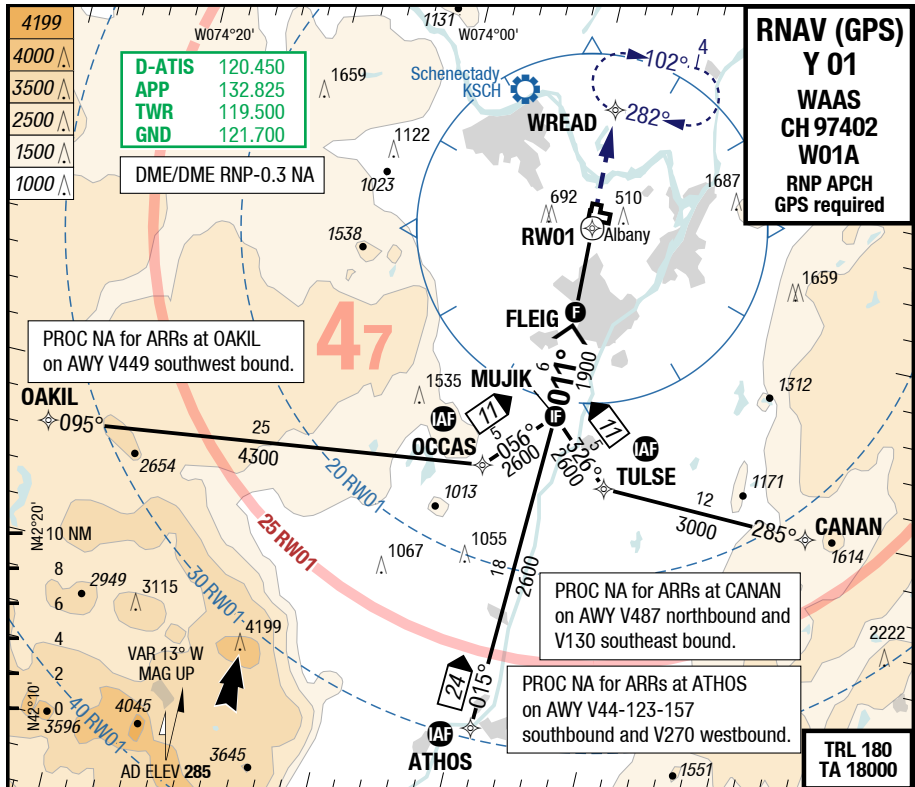 4199
4000
3500
2500
1500
1000
W074°20'
1131
W074°00'
D-ATIS 120.450
APP 132.825
TWR 119.500
GND 121.700
DME/DME RNP-0.3 NA
1659
1122
1023
1538
Schenectady
KSCH
WREAD
102°
4
282°
RNAV (GPS)
Y 01
WAAS
CH 97402
W01A
RNP APCH
GPS required
692
510
1687
RW01
Albany
1659
FLEIG
F
47
PROC NA for ARRs at OAKIL
on AWY V449 southwest bound.
6
011°
1900
MUJIK
IF
1535
1312
OAKIL
095°
25
4300
IAF
OCCAS
11
5
056°
2600
11
5
326°
2600
IAF
TULSE
2654
20 RW01
1013
1171
12
3000
285°
CANAN
1614
N42°20'
10 NM
8
6
4
2
0
25 RW01
1067
1055
18
2600
2949
3115
30 RW01
4199
PROC NA for ARRs at CANAN
on AWY V487 northbound and
V130 southeast bound.
2222
VAR 13° W
MAG UP
24
015°
PROC NA for ARRs at ATHOS
on AWY V44-123-157
southbound and V270 westbound.
N42°10'
3596
40 RW01
4045
3645
AD ELEV 285
IAF
ATHOS
1551
TRL 180
TA 18000